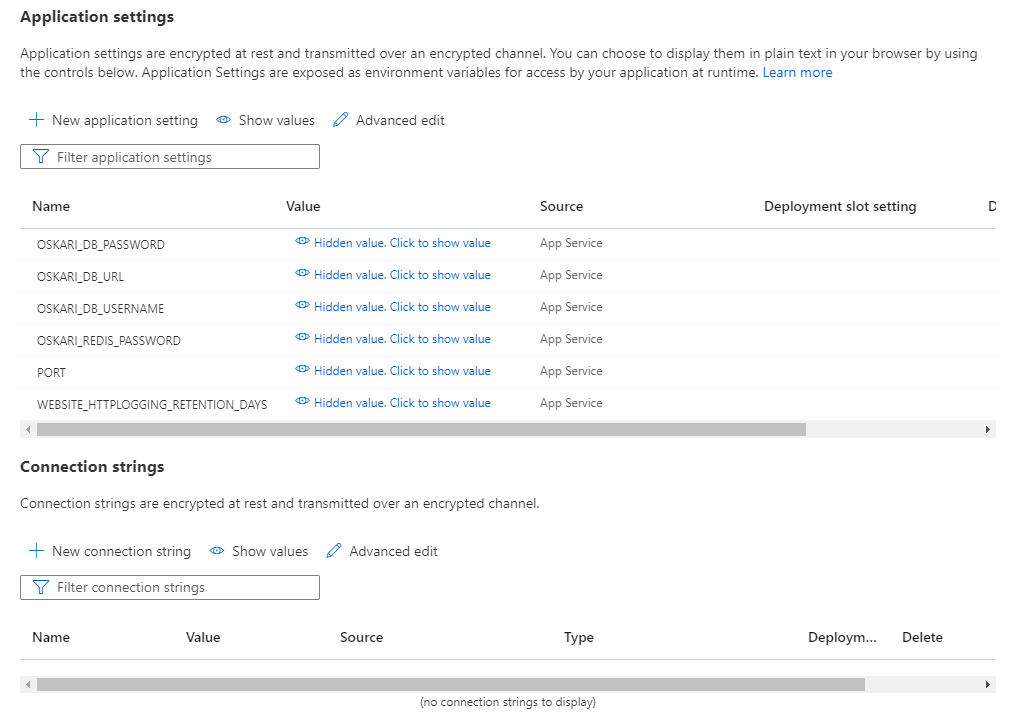 Application settings
Application settings are encrypted at rest and transmitted over an encrypted channel. You can choose to display them in plain text in your browser by using
the controls below. Application Settings are exposed as environment variables for access by your application at runtime. Learn more
New application setting Show values Advanced edit
Filter application settings
Name Value Source Deployment slot setting D
OSKARI_DB_PASSWORD Hidden value. Click to show value App Service
OSKARI_DB_URL Hidden value. Click to show value App Service
OSKARI_DB_USERNAME Hidden value. Click to show value App Service
OSKARI_REDIS_PASSWORD Hidden value. Click to show value App Service
PORT Hidden value. Click to show value App Service
WEBSITE_HTTPLOGGING_RETENTION_DAYS Hidden value. Click to show value App Service
Connection strings
Connection strings are encrypted at rest and transmitted over an encrypted channel.
New connection string Show values Advanced edit
Filter connection strings
Name Value Source Type Deploym... Delete
(no connection strings to display)